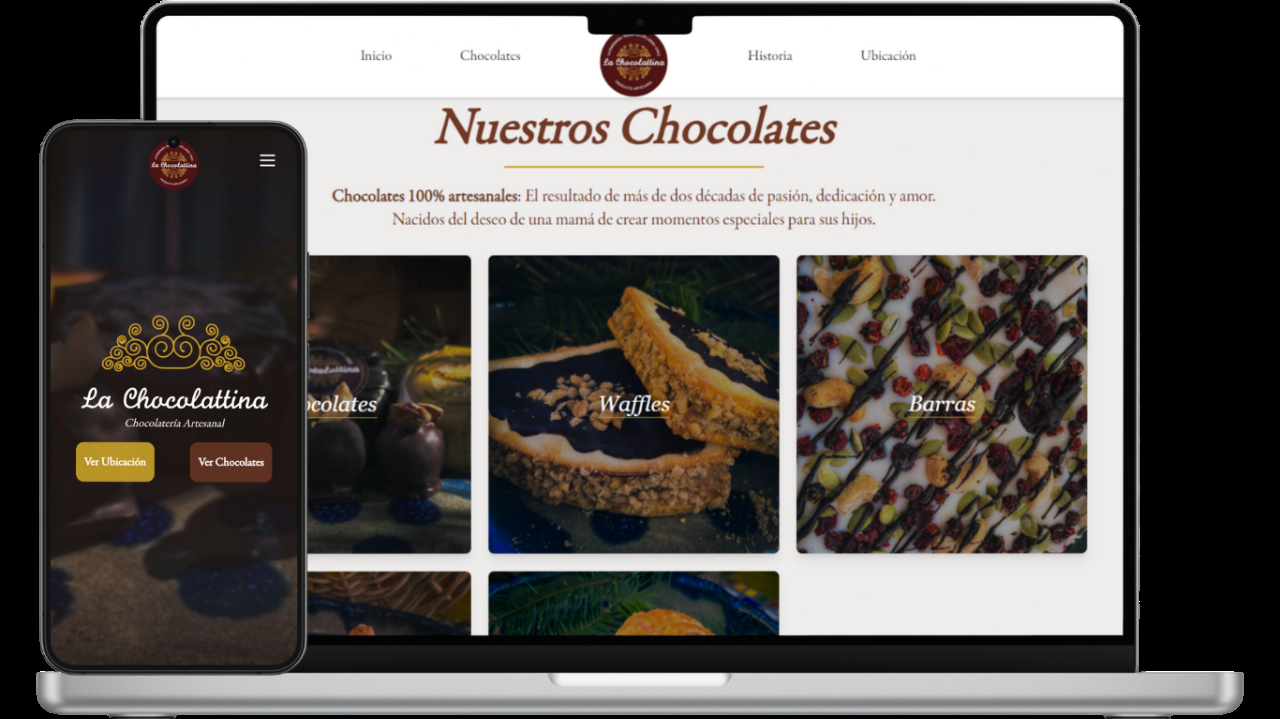 Inicio
Chocolates
La Chocolattina
Historia
Ubicación
Nuestros Chocolates
Chocolates 100% artesanales: El resultado de más de dos décadas de pasión, dedicación y amor.
Nacidos del deseo de una mamá de crear momentos especiales para sus hijos.
ocolates
Waffles
Barras
La Chocolattina
La Chocolattina
Chocolatería Artesanal
Ver Ubicación
Ver Chocolates